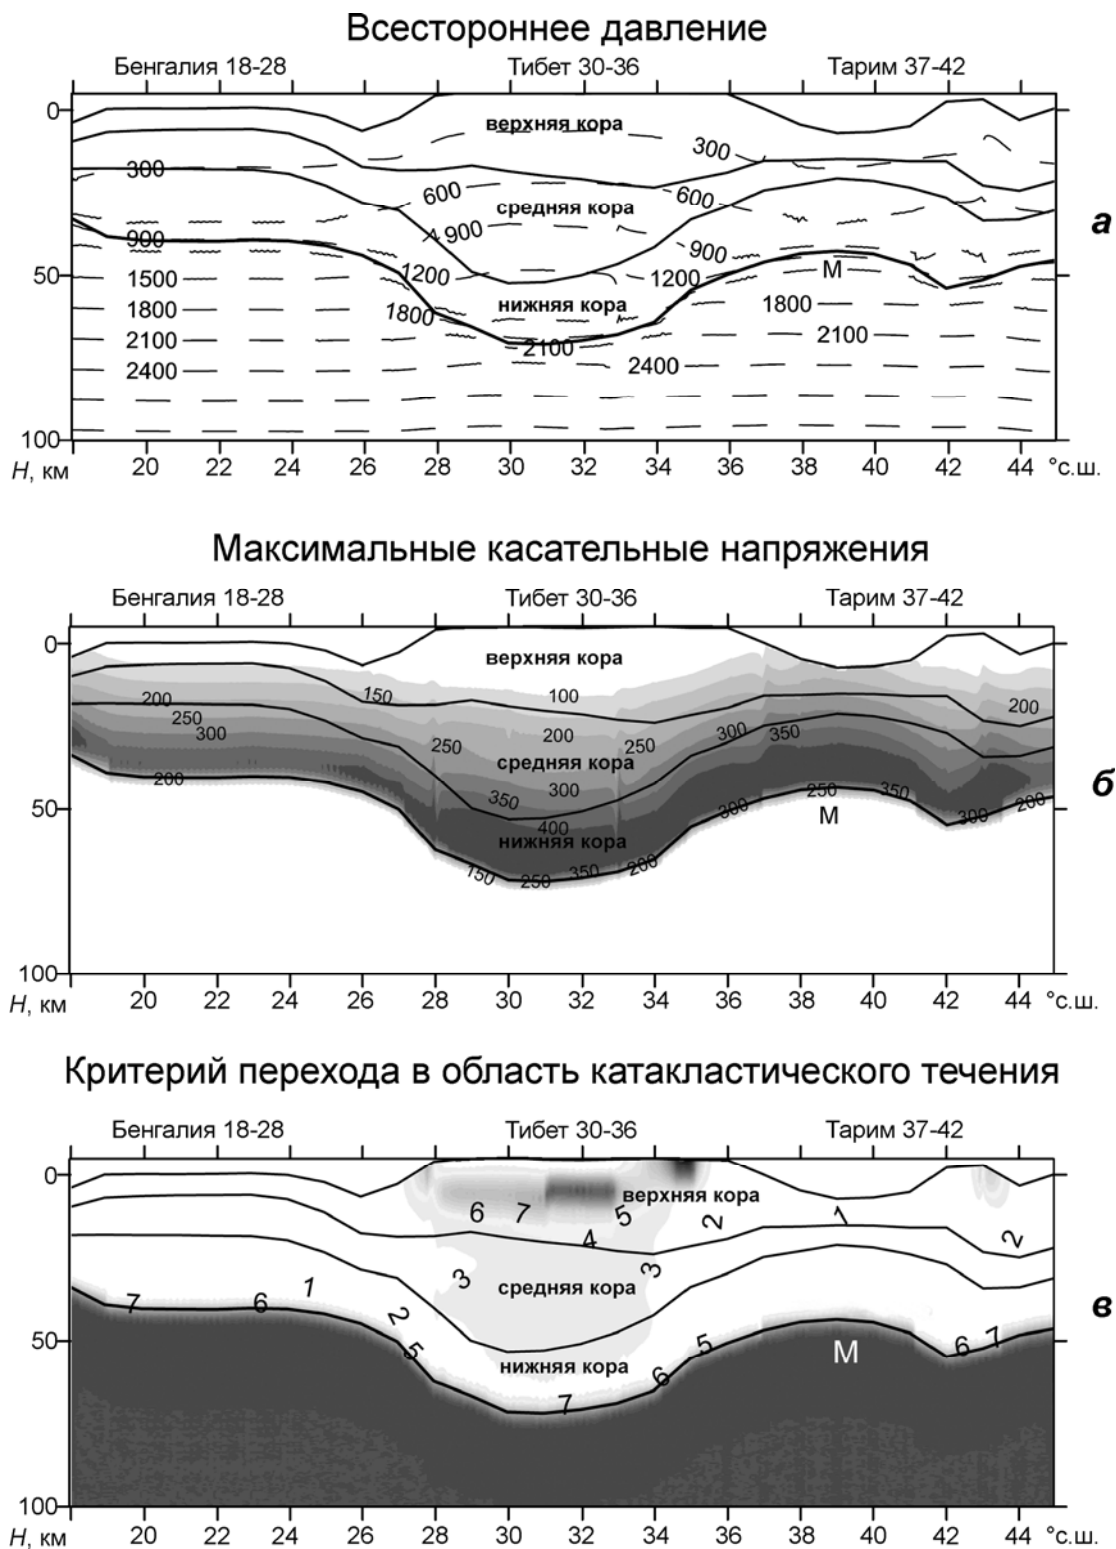 Всестороннее давление
Бенгалия 18-28 Тибет 30-36 Тарим 37-42
0
верхняя кора
300 300
600 600
средняя кора
а
900 900 900
50 1500 1200 1200 М
1800 1800 нижняя кора 1800
2100 2100 2100
2400 2400
100
Н, км 20 22 24 26 28 30 32 34 36 38 40 42 44 °с.ш.
Максимальные касательные напряжения
Бенгалия 18-28 Тибет 30-36 Тарим 37-42
0
верхняя кора
200 150 100 200
250 300 350
300 250 200 250
средняя кора
200 300 б
50 350 300 250 350 300 200
400 М
нижняя кора
150 250 350 200
100
Н, км 20 22 24 26 28 30 32 34 36 38 40 42 44 °с.ш.
Критерий перехода в область катакластического течения
Бенгалия 18-28 Тибет 30-36 Тарим 37-42
0
верхняя кора
6 7 5 2 1
4 2
3 средняя кора 3
7 6 1 2 в
50 5 нижняя кора 5 М 6 7
7 6
100
Н, км 20 22 24 26 28 30 32 34 36 38 40 42 44 °с.ш.